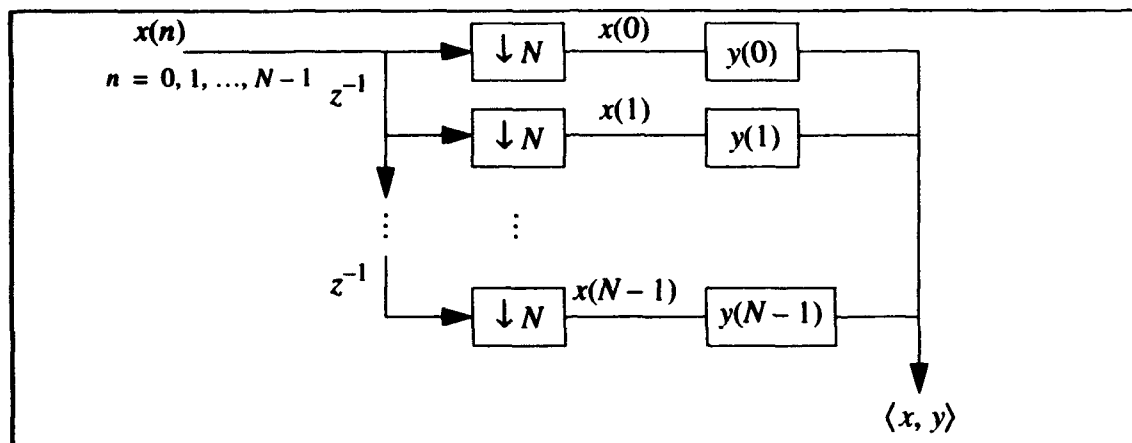 x(n)
n = 0, 1, ..., N – 1
z⁻¹
↓N x(0) y(0)
↓N x(1) y(1)
⋮ ⋮
z⁻¹
↓N x(N – 1) y(N – 1)
⟨x, y⟩